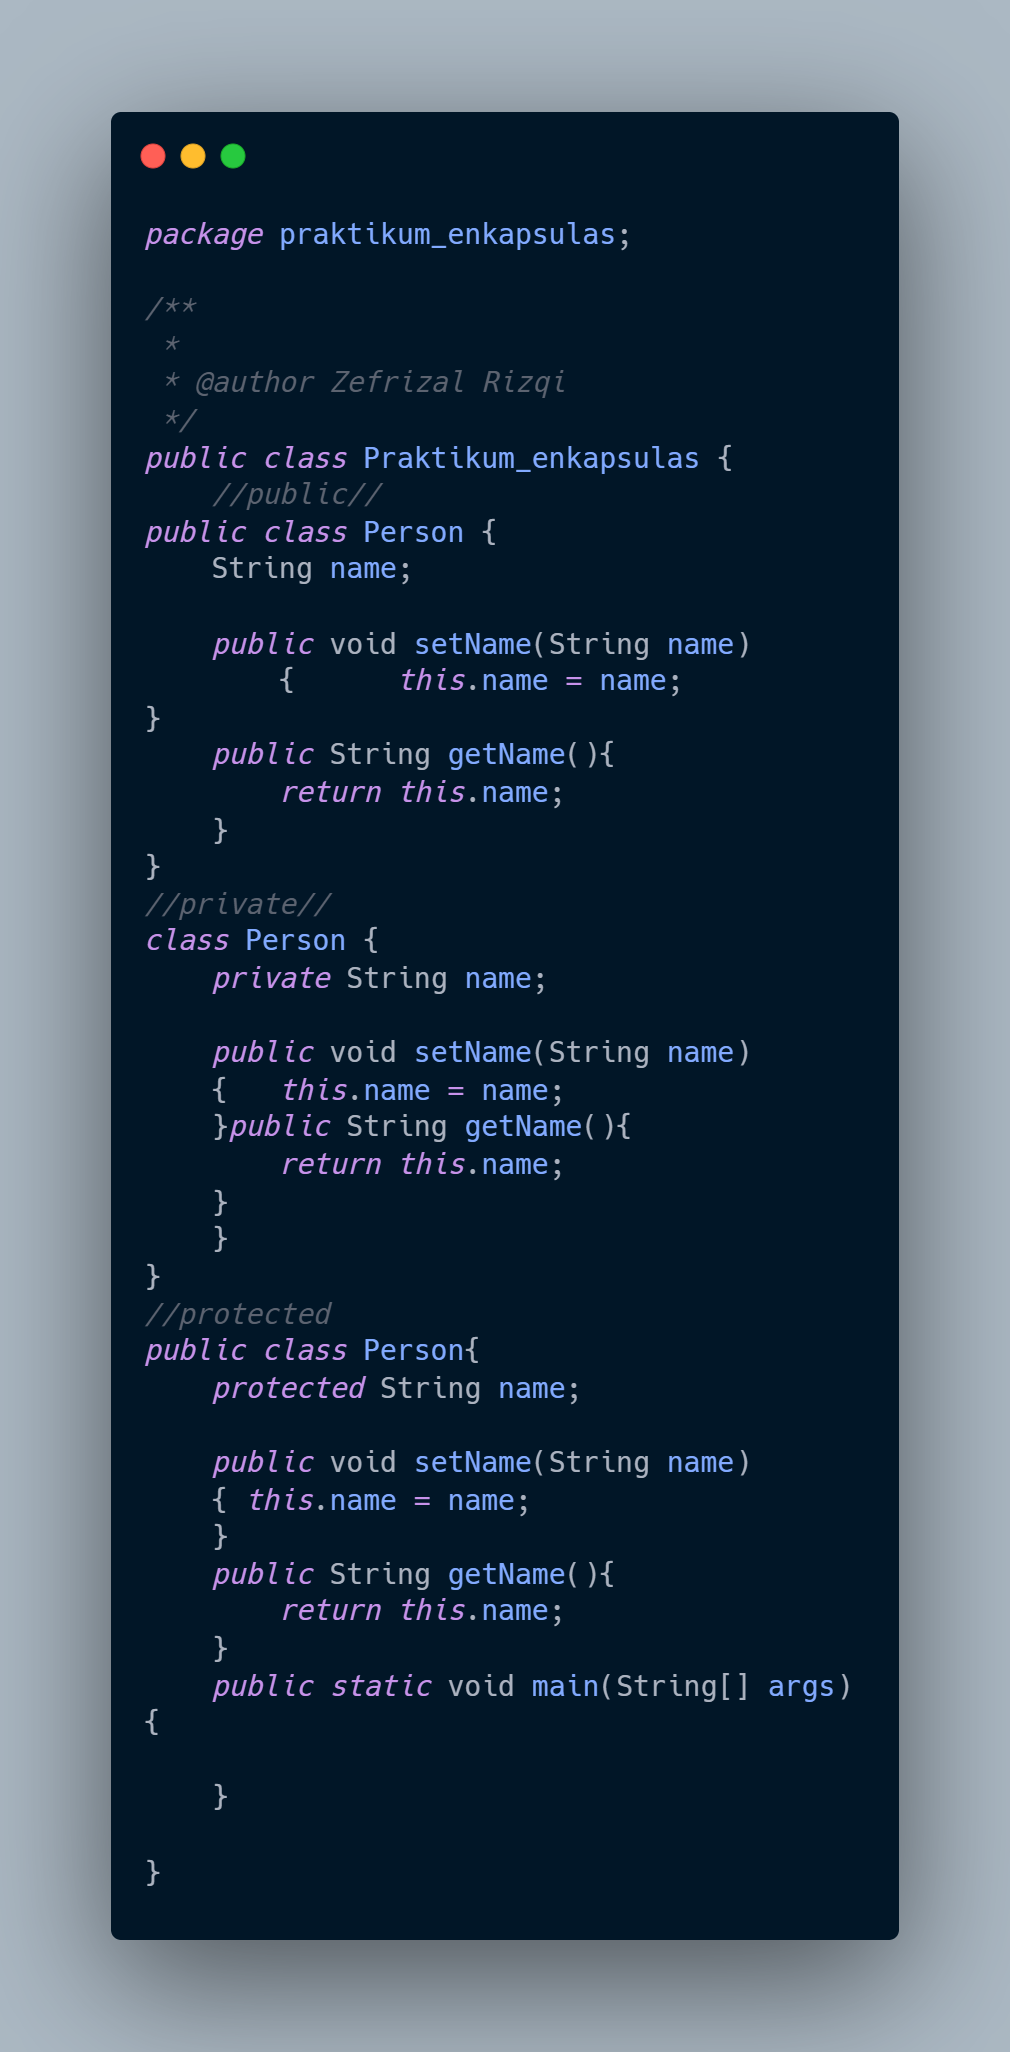 package praktikum_enkapsulas;

/**
 *
 * @author Zefrizal Rizqi
 */
public class Praktikum_enkapsulas {
    //public//
public class Person {
    String name;

    public void setName(String name)
        {      this.name = name;
}
    public String getName(){
        return this.name;
    }
}
//private//
class Person {
    private String name;

    public void setName(String name)
    {   this.name = name;
    }public String getName(){
        return this.name;
    }
    }
}
//protected
public class Person{
    protected String name;

    public void setName(String name)
    { this.name = name;
    }
    public String getName(){
        return this.name;
    }
    public static void main(String[] args)
{

    }

}